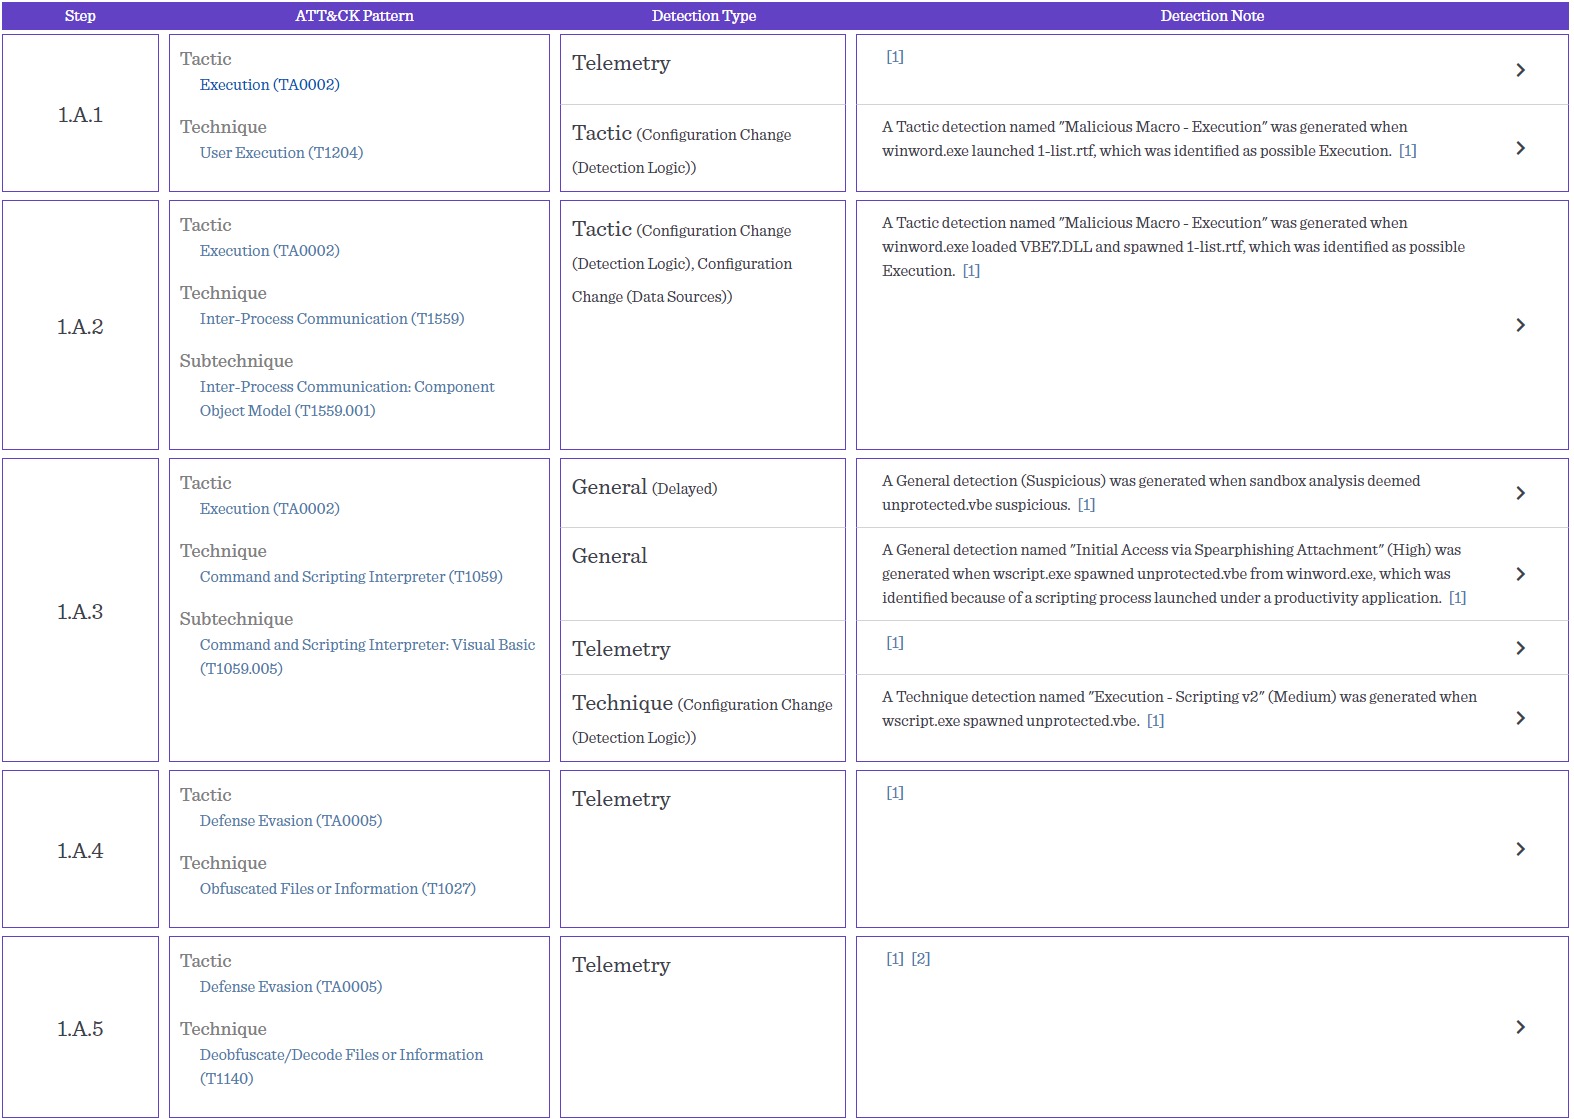 Step ATT&CK Pattern Detection Type Detection Note
1.A.1
Tactic
Execution (TA0002)
Technique
User Execution (T1204)
Telemetry
[1]
Tactic (Configuration Change
(Detection Logic))
A Tactic detection named "Malicious Macro - Execution" was generated when
winword.exe launched 1-list.rtf, which was identified as possible Execution. [1]
1.A.2
Tactic
Execution (TA0002)
Technique
Inter-Process Communication (T1559)
Subtechnique
Inter-Process Communication: Component
Object Model (T1559.001)
Tactic (Configuration Change
(Detection Logic), Configuration
Change (Data Sources))
A Tactic detection named "Malicious Macro - Execution" was generated when
winword.exe loaded VBE7.DLL and spawned 1-list.rtf, which was identified as possible
Execution. [1]
1.A.3
Tactic
Execution (TA0002)
Technique
Command and Scripting Interpreter (T1059)
Subtechnique
Command and Scripting Interpreter: Visual Basic
(T1059.005)
General (Delayed)
A General detection (Suspicious) was generated when sandbox analysis deemed
unprotected.vbe suspicious. [1]
General
A General detection named "Initial Access via Spearphishing Attachment" (High) was
generated when wscript.exe spawned unprotected.vbe from winword.exe, which was
identified because of a scripting process launched under a productivity application. [1]
Telemetry
[1]
Technique (Configuration Change
(Detection Logic))
A Technique detection named "Execution - Scripting v2" (Medium) was generated when
wscript.exe spawned unprotected.vbe. [1]
1.A.4
Tactic
Defense Evasion (TA0005)
Technique
Obfuscated Files or Information (T1027)
Telemetry
[1]
1.A.5
Tactic
Defense Evasion (TA0005)
Technique
Deobfuscate/Decode Files or Information
(T1140)
Telemetry
[1] [2]